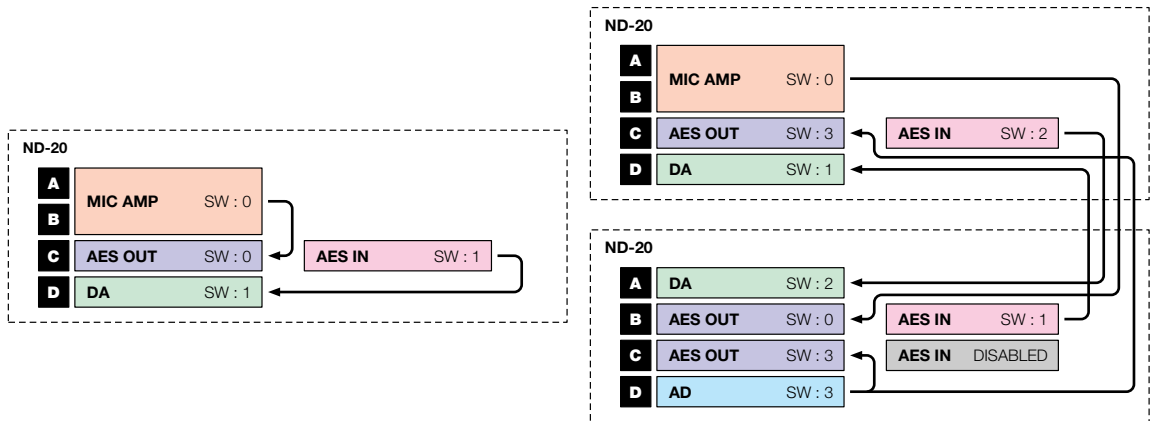 ND-20
A
B
MIC AMP SW : 0
C AES OUT SW : 0 AES IN SW : 1
D DA SW : 1
ND-20
A
B
MIC AMP SW : 0
C AES OUT SW : 3 AES IN SW : 2
D DA SW : 1
ND-20
A DA SW : 2
B AES OUT SW : 0 AES IN SW : 1
C AES OUT SW : 3 AES IN DISABLED
D AD SW : 3